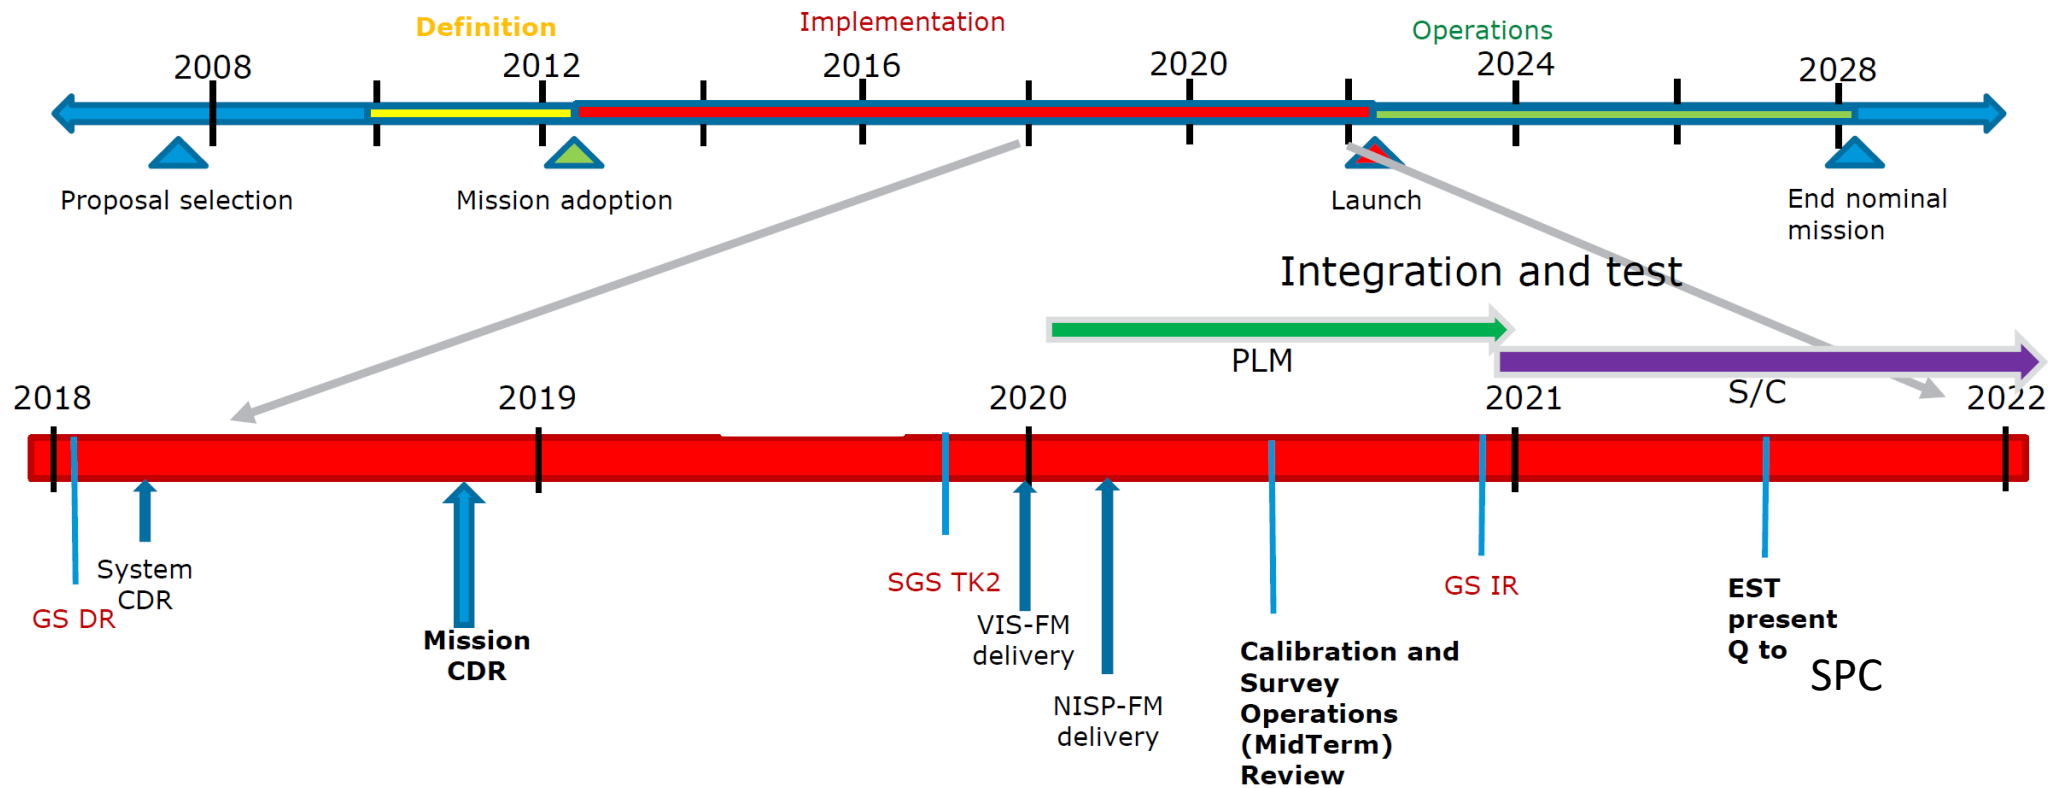 Definition
Implementation
Operations
2008
2012
2016
2020
2024
2028
Proposal selection
Mission adoption
Launch
End nominal
mission
Integration and test
PLM
S/C
2018
2019
2020
2021
2022
GS DR
System
CDR
Mission
CDR
SGS TK2
VIS-FM
delivery
NISP-FM
delivery
Calibration and
Survey
Operations
(MidTerm)
Review
GS IR
EST
present
Q to
SPC